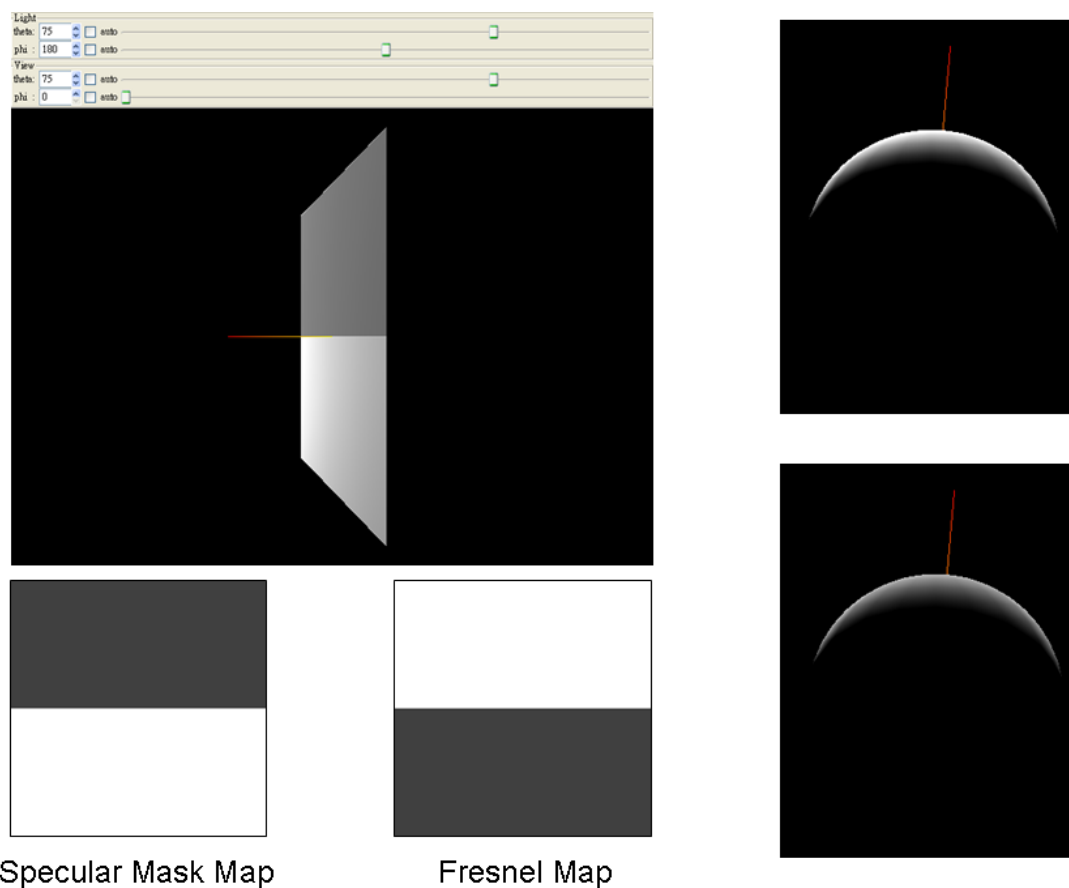 Light
theta: 75 auto
phi : 180 auto
View
theta: 75 auto
phi : 0 auto
Specular Mask Map
Fresnel Map